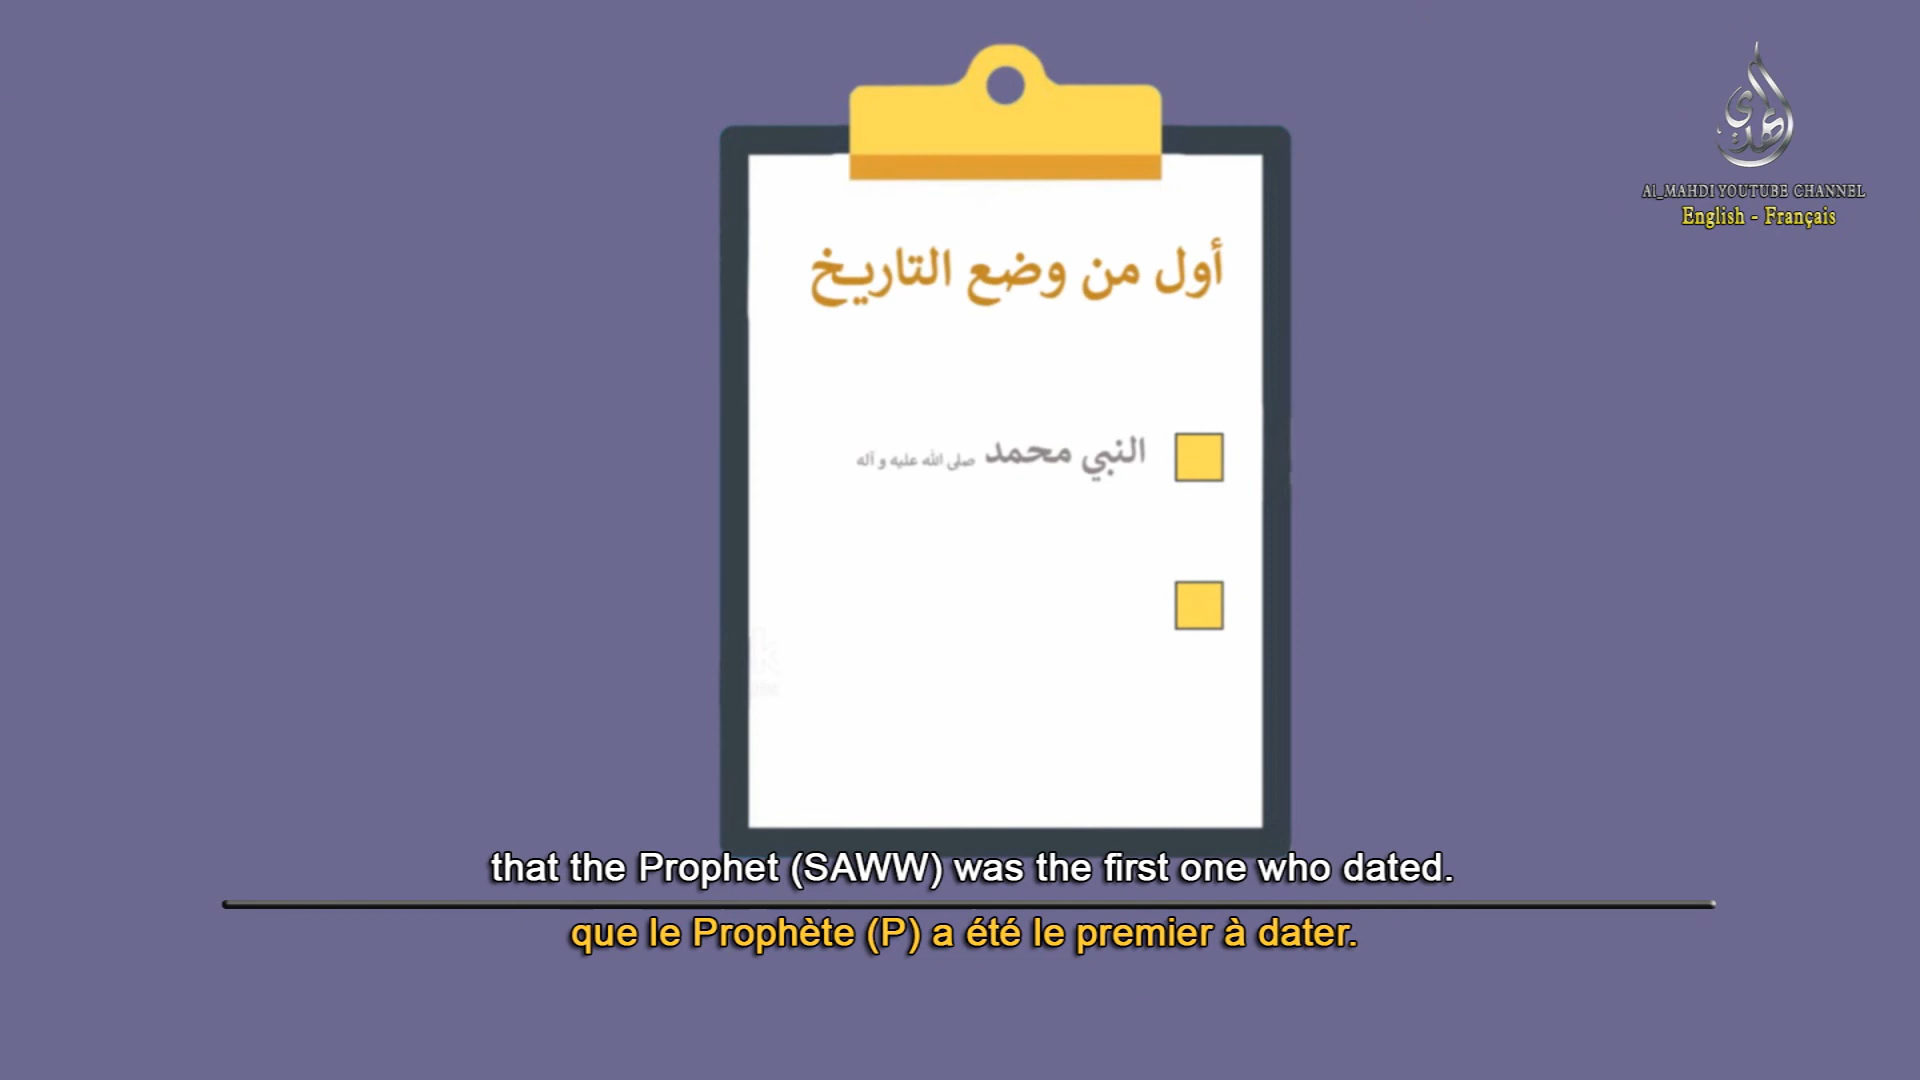 المهدي
Al_MAHDI YOUTUBE CHANNEL
English - Français
أول من وضع التاريخ
النبي محمد صلى الله عليه و آله
that the Prophet (SAWW) was the first one who dated.
que le Prophète (P) a été le premier à dater.